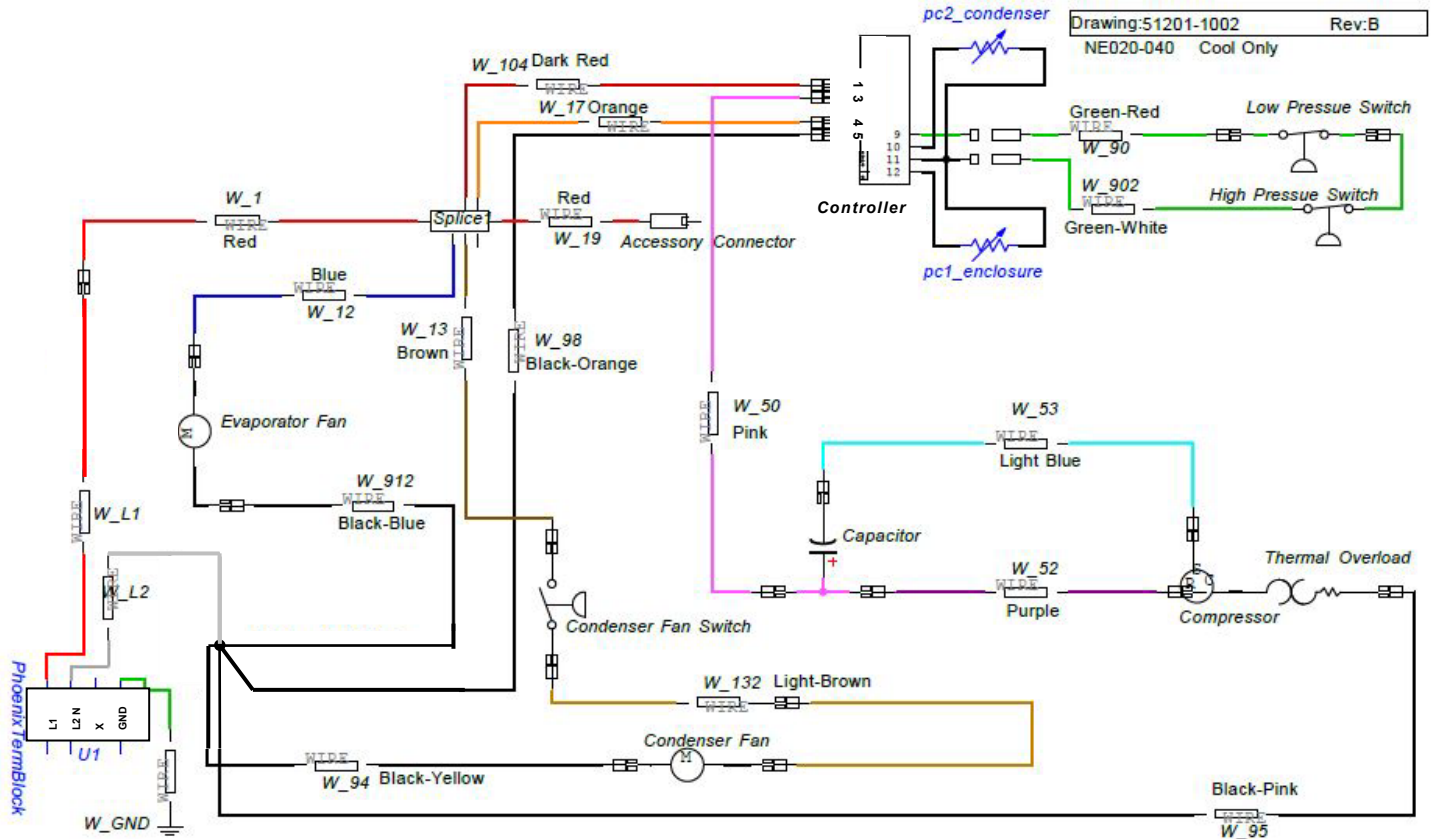 pc2_condenser
Drawing:51201-1002 Rev:B
NE020-040 Cool Only
W_104 Dark Red
WIRE
W_17 Orange
WIRE
1
3
4
5
9
10
11
12
Controller
Green-Red
WIRE
W_90
Low Pressue Switch
W_902
WIRE
Green-White
High Pressue Switch
pc1_enclosure
W_1
WIRE
Red
Splice1
Red
WIRE
W_19
Accessory Connector
Blue
WIRE
W_12
W_13
Brown
WIRE
W_98
Black-Orange
WIRE
Evaporator Fan
M
W_50
Pink
WIRE
W_53
WIRE
Light Blue
W_912
WIRE
Black-Blue
W_L1
WIRE
W_L2
WIRE
Capacitor
+
W_52
WIRE
Purple
S
R C
Compressor
Thermal Overload
Condenser Fan Switch
PhoenixTermBlock
L1
L2 N
X
GND
U1
WIRE
W_GND
W_132 Light-Brown
WIRE
Condenser Fan
M
WIRE
W_94 Black-Yellow
Black-Pink
WIRE
W_95